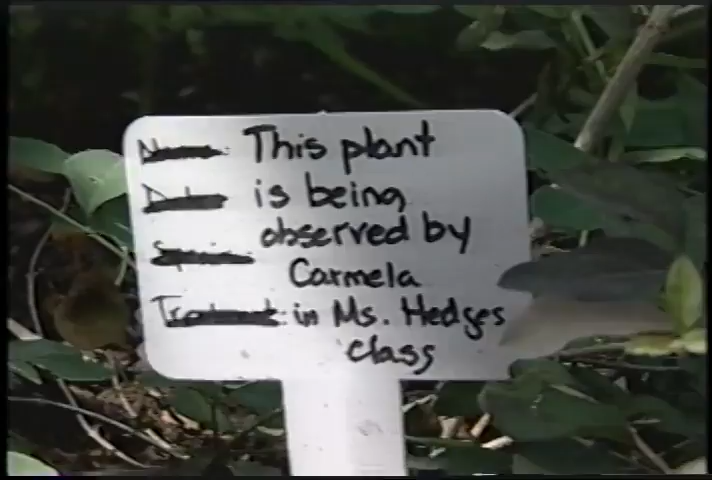 This plant
is being
observed by
Carmela
in Ms. Hedges
class